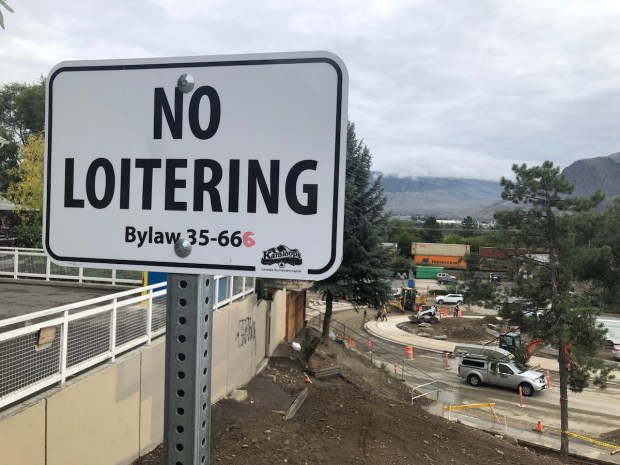 NO
LOITERING
Bylaw 35-666
Kamloops